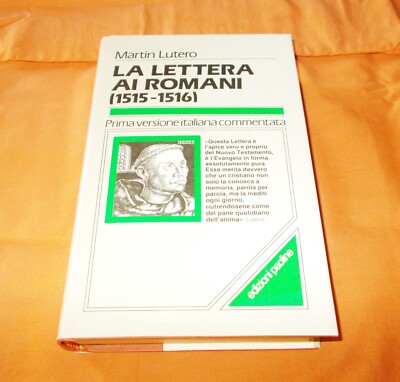 Martin Lutero
LA LETTERA
AI ROMANI
(1515-1516)
Prima versione italiana commentata
«Questa Lettera è
l'apice vero e proprio
del Nuovo Testamento,
è l'Evangelo in forma
assolutamente pura.
Essa merita davvero
che un cristiano non
solo la conosca a
memoria, parola per
parola, ma la mediti
ogni giorno,
nutrendosene come
del pane quotidiano
dell'anima»
edizioni paoline